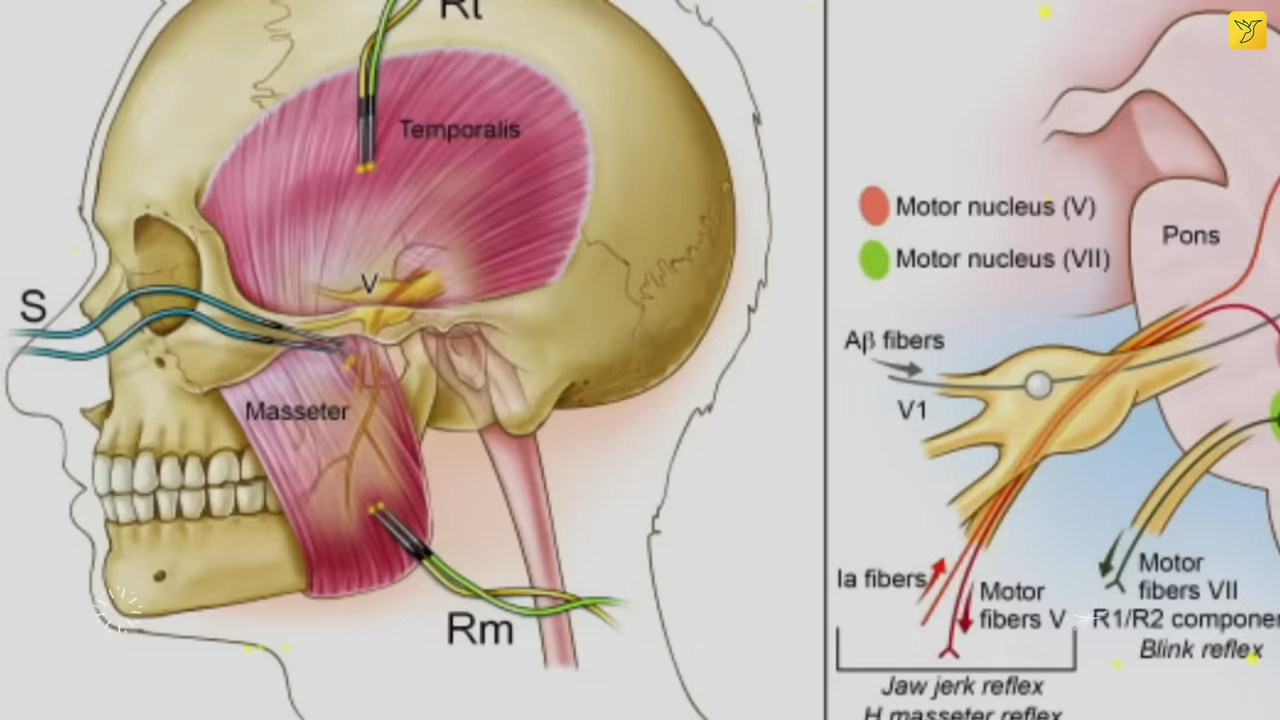 Rt
Temporalis
V
S
Masseter
Rm
Motor nucleus (V)
Motor nucleus (VII)
Pons
Aβ fibers
V1
Ia fibers
Motor
fibers V
Motor
fibers VII
R1/R2 componen
Blink reflex
Jaw jerk reflex
H masseter reflex